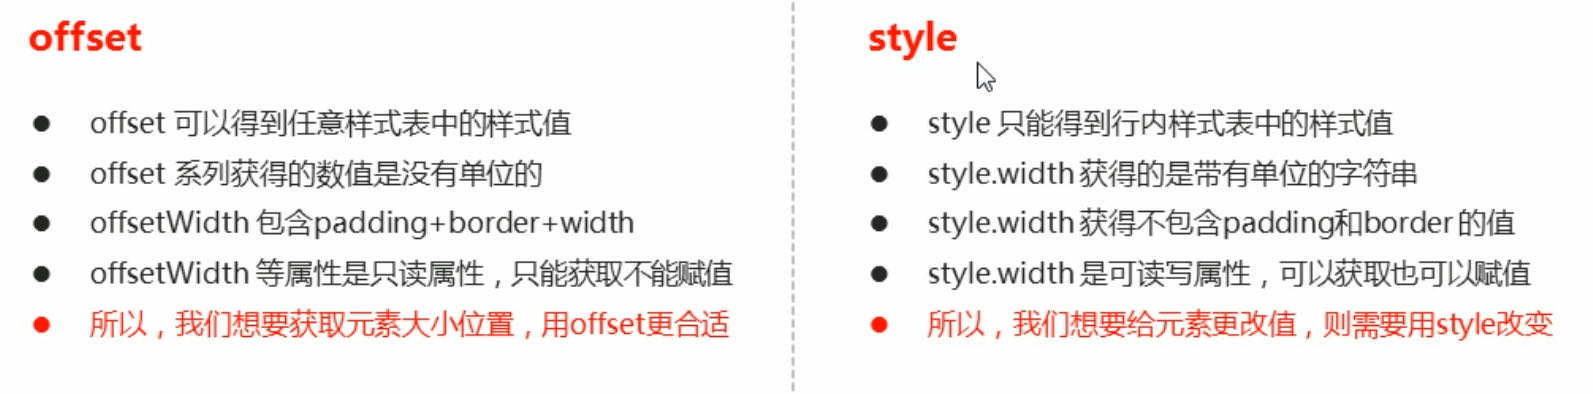 offset
● offset 可以得到任意样式表中的样式值
● offset 系列获得的数值是没有单位的
● offsetWidth 包含padding+border+width
● offsetWidth 等属性是只读属性，只能获取不能赋值
● 所以，我们想要获取元素大小位置，用offset更合适
style
● style 只能得到行内样式表中的样式值
● style.width 获得的是带有单位的字符串
● style.width 获得不包含padding和border 的值
● style.width 是可读写属性，可以获取也可以赋值
● 所以，我们想要给元素更改值，则需要用style改变